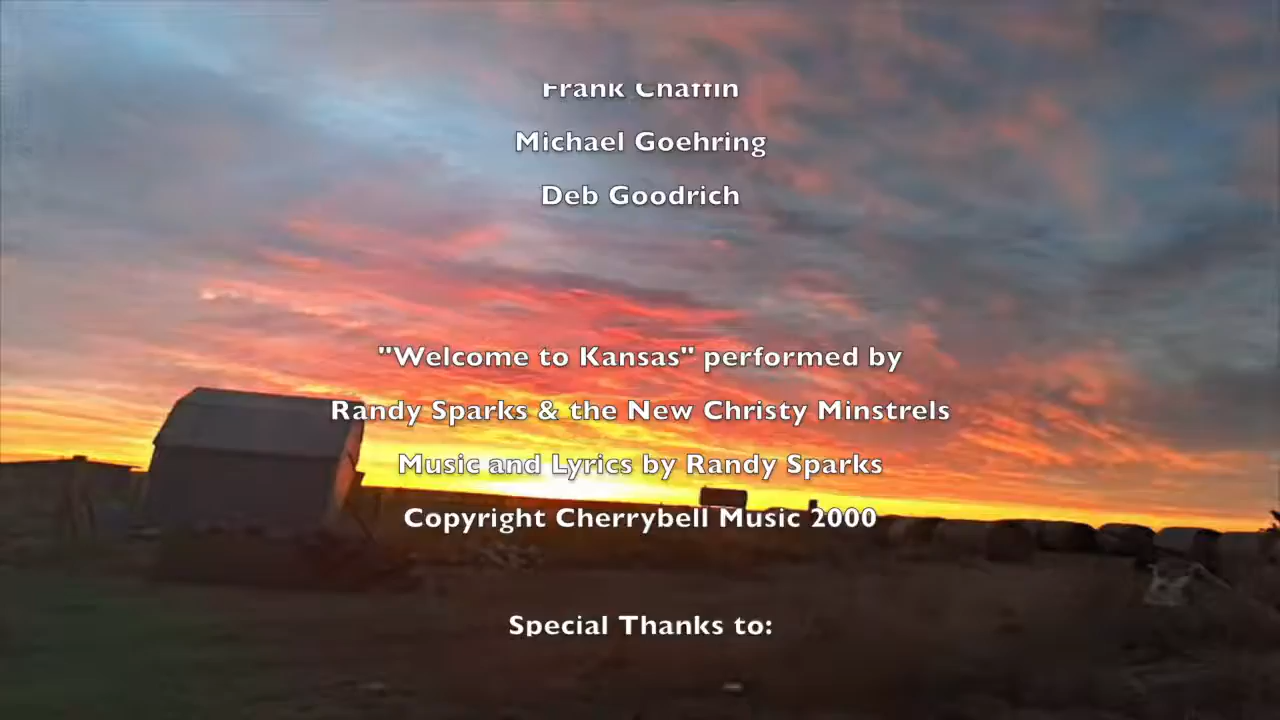 Frank Chaffin
Michael Goehring
Deb Goodrich
"Welcome to Kansas" performed by
Randy Sparks & the New Christy Minstrels
Music and Lyrics by Randy Sparks
Copyright Cherrybell Music 2000
Special Thanks to: